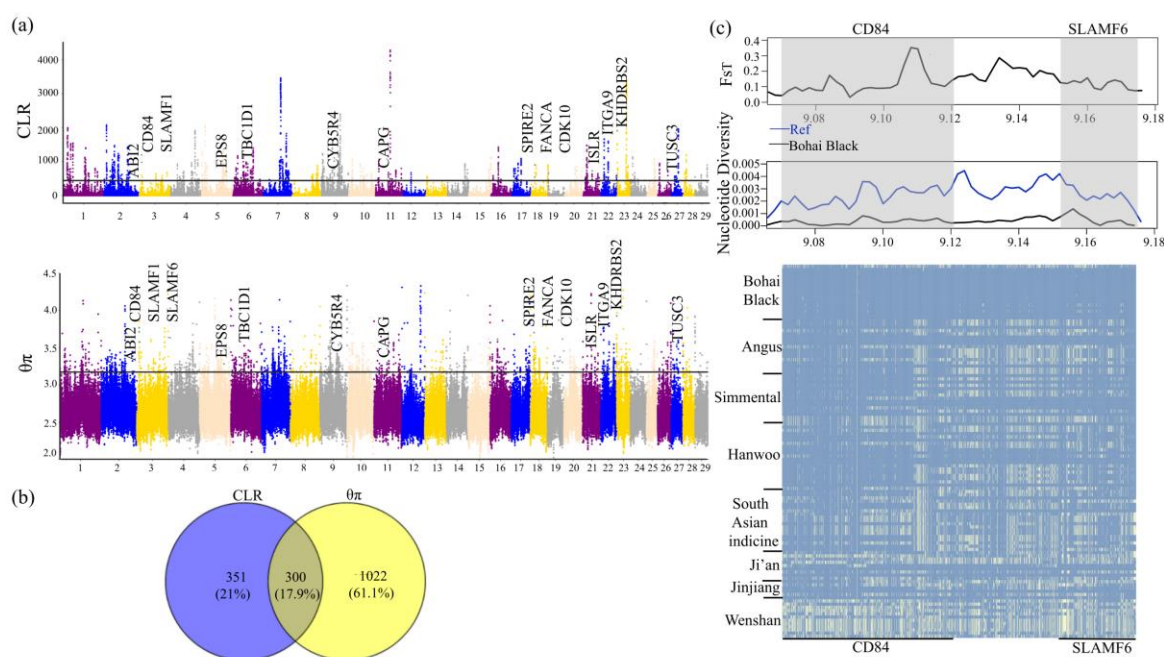 (a)
CLR
4000
3000
2000
1000
0
ABI2
CD84
SLAMF1
EPS8
TBC1D1
CYB5R4
CAPG
SPIRE2
FANCA
CDK10
ISLR
ITGA9
KHDRBS2
TUSC3
1 2 3 4 5 6 7 8 9 10 11 12 13 14 15 16 17 18 19 20 21 22 23 26 27 28 29
θπ
4.5
4.0
3.5
3.0
2.5
2.0
ABI2
CD84
SLAMF1
SLAMF6
EPS8
TBC1D1
CYB5R4
CAPG
SPIRE2
FANCA
CDK10
ISLR
ITGA9
KHDRBS2
TUSC3
1 2 3 4 5 6 7 8 9 10 11 12 13 14 15 16 17 18 19 20 21 22 23 25 26 27 28 29
(b)
CLR
θπ
351
(21%)
300
(17.9%)
1022
(61.1%)
(c)
CD84
SLAMF6
FST
0.4
0.3
0.2
0.1
0.0
9.08 9.10 9.12 9.14 9.16 9.18
Ref
Bohai Black
Nucleotide Diversity
0.005
0.004
0.003
0.002
0.001
0.000
9.08 9.10 9.12 9.14 9.16 9.18
Bohai
Black
Angus
Simmental
Hanwoo
South
Asian
indicine
Ji’an
Jinjiang
Wenshan
CD84
SLAMF6